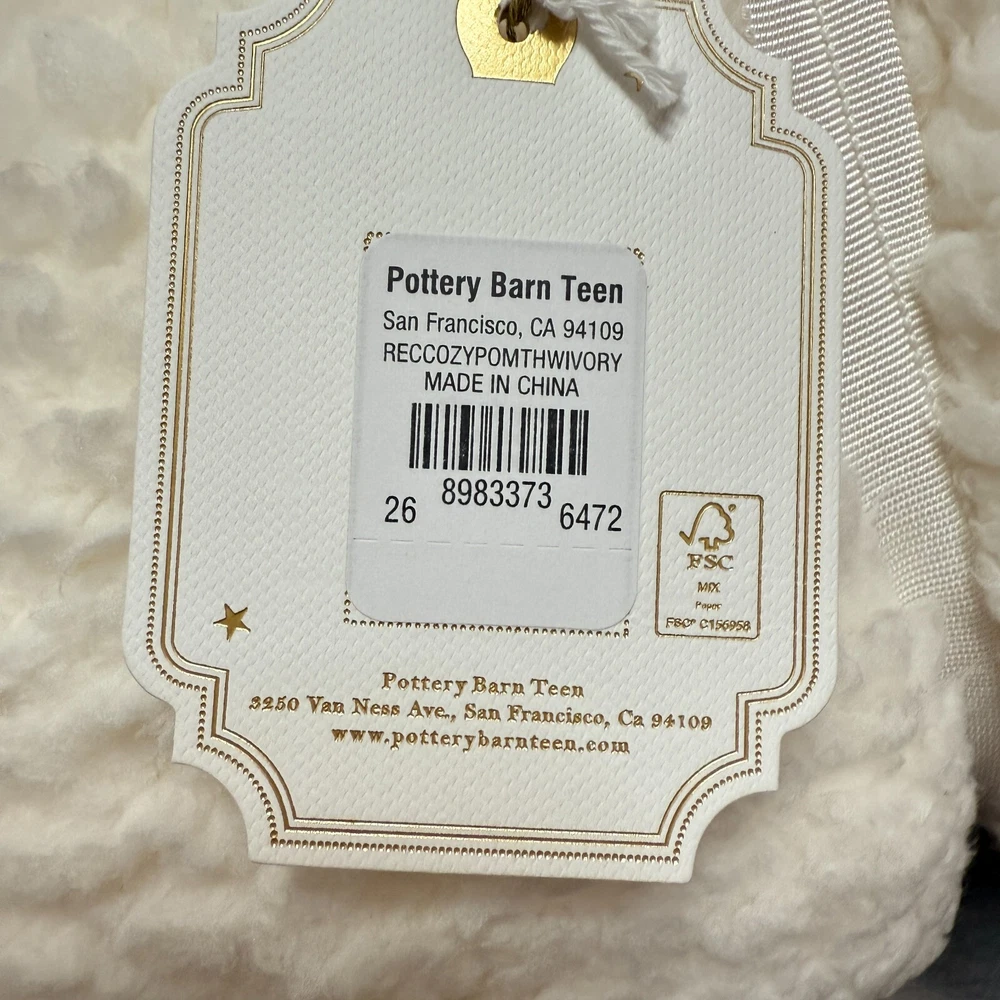 Pottery Barn Teen
San Francisco, CA 94109
RECCOZYPOMTHWIVORY
MADE IN CHINA
26 8983373 6472
FSC
MIX
Paper
FSC® C156958
Pottery Barn Teen
3250 Van Ness Ave., San Francisco, Ca 94109
www.potterybarnteen.com